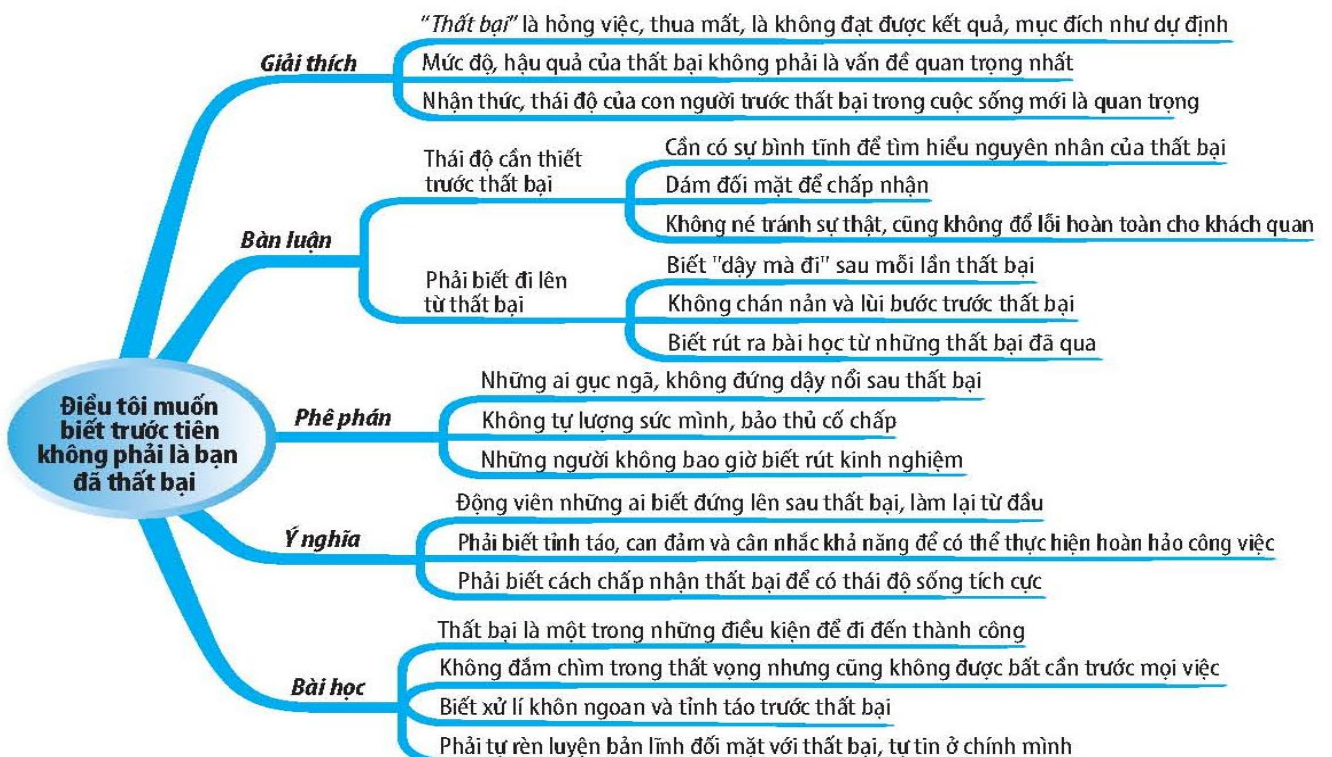 "Thất bại" là hỏng việc, thua mất, là không đạt được kết quả, mục đích như dự định
Giải thích
Mức độ, hậu quả của thất bại không phải là vấn đề quan trọng nhất
Nhận thức, thái độ của con người trước thất bại trong cuộc sống mới là quan trọng
Bàn luận
Thái độ cần thiết
trước thất bại
Cần có sự bình tĩnh để tìm hiểu nguyên nhân của thất bại
Dám đối mặt để chấp nhận
Không né tránh sự thật, cũng không đổ lỗi hoàn toàn cho khách quan
Phải biết đi lên
từ thất bại
Biết "dậy mà đi" sau mỗi lần thất bại
Không chán nản và lùi bước trước thất bại
Biết rút ra bài học từ những thất bại đã qua
Điều tôi muốn
biết trước tiên
không phải là bạn
đã thất bại
Phê phán
Những ai gục ngã, không đứng dậy nổi sau thất bại
Không tự lượng sức mình, bảo thủ cố chấp
Những người không bao giờ biết rút kinh nghiệm
Ý nghĩa
Động viên những ai biết đứng lên sau thất bại, làm lại từ đầu
Phải biết tỉnh táo, can đảm và cân nhắc khả năng để có thể thực hiện hoàn hảo công việc
Phải biết cách chấp nhận thất bại để có thái độ sống tích cực
Bài học
Thất bại là một trong những điều kiện để đi đến thành công
Không đắm chìm trong thất vọng nhưng cũng không được bất cần trước mọi việc
Biết xử lí khôn ngoan và tỉnh táo trước thất bại
Phải tự rèn luyện bản lĩnh đối mặt với thất bại, tự tin ở chính mình